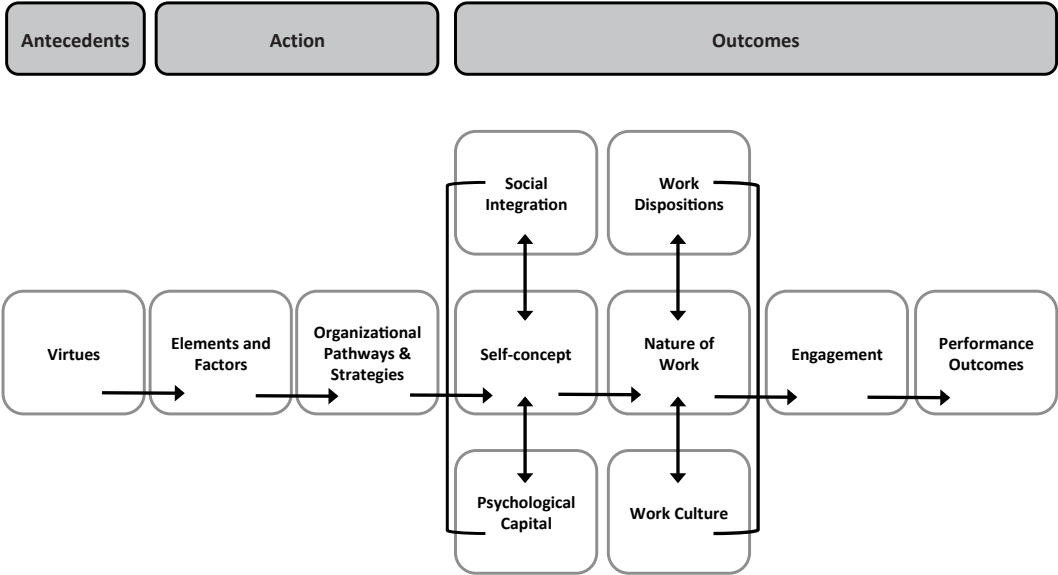 Antecedents
Action
Outcomes
Social
Integration
Work
Dispositions
Virtues
Elements and
Factors
Organizational
Pathways &
Strategies
Self-concept
Nature of
Work
Engagement
Performance
Outcomes
Psychological
Capital
Work Culture